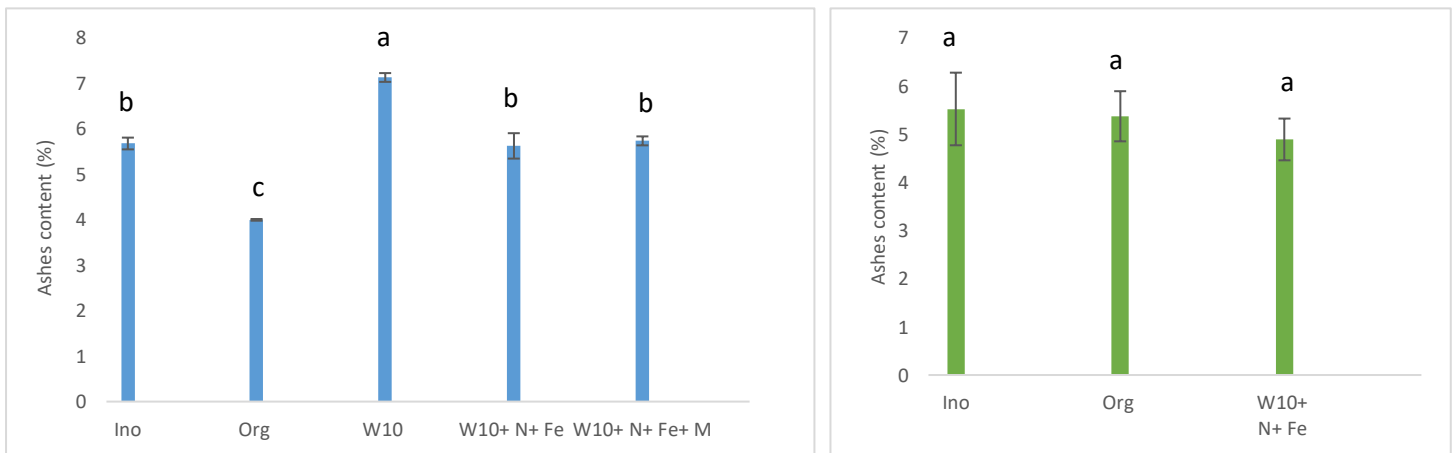 Ashes content (%)
8
7
6
5
4
3
2
1
0
b
c
a
b
b
Ino
Org
W10
W10+ N+ Fe
W10+ N+ Fe+ M
Ashes content (%)
7
6
5
4
3
2
1
0
a
a
a
Ino
Org
W10+
N+ Fe